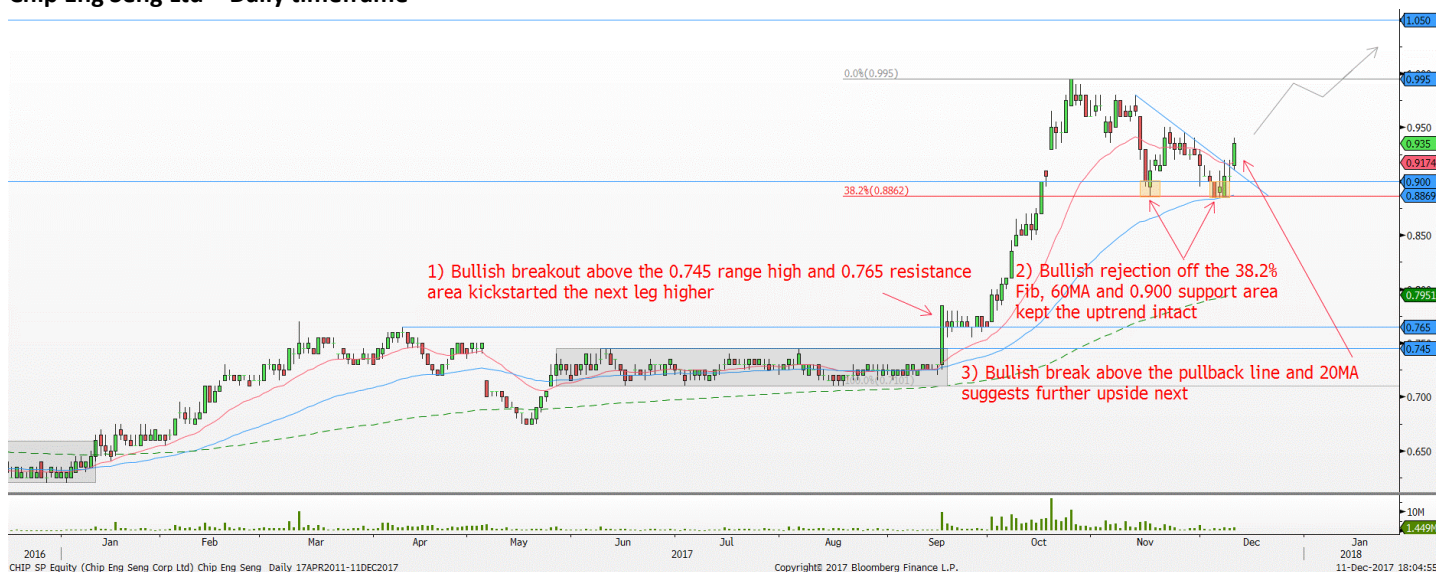 Chip Eng Seng Ltd – Daily timeframe
1.050
0.0%(0.995)
0.995
0.950
0.935
0.9174
0.900
38.2%(0.8862)
0.8869
0.850
1) Bullish breakout above the 0.745 range high and 0.765 resistance
area kickstarted the next leg higher
2) Bullish rejection off the 38.2%
Fib, 60MA and 0.900 support area
kept the uptrend intact
0.7951
0.765
0.745
3) Bullish break above the pullback line and 20MA
suggests further upside next
0.700
0.650
10M
1.449M
Jan Feb Mar Apr May Jun Jul Aug Sep Oct Nov Dec Jan
2016 2017 2018
CHIP SP Equity (Chip Eng Seng Corp Ltd) Chip Eng Seng Daily 17APR2011-11DEC2017 Copyright© 2017 Bloomberg Finance L.P. 11-Dec-2017 18:04:55